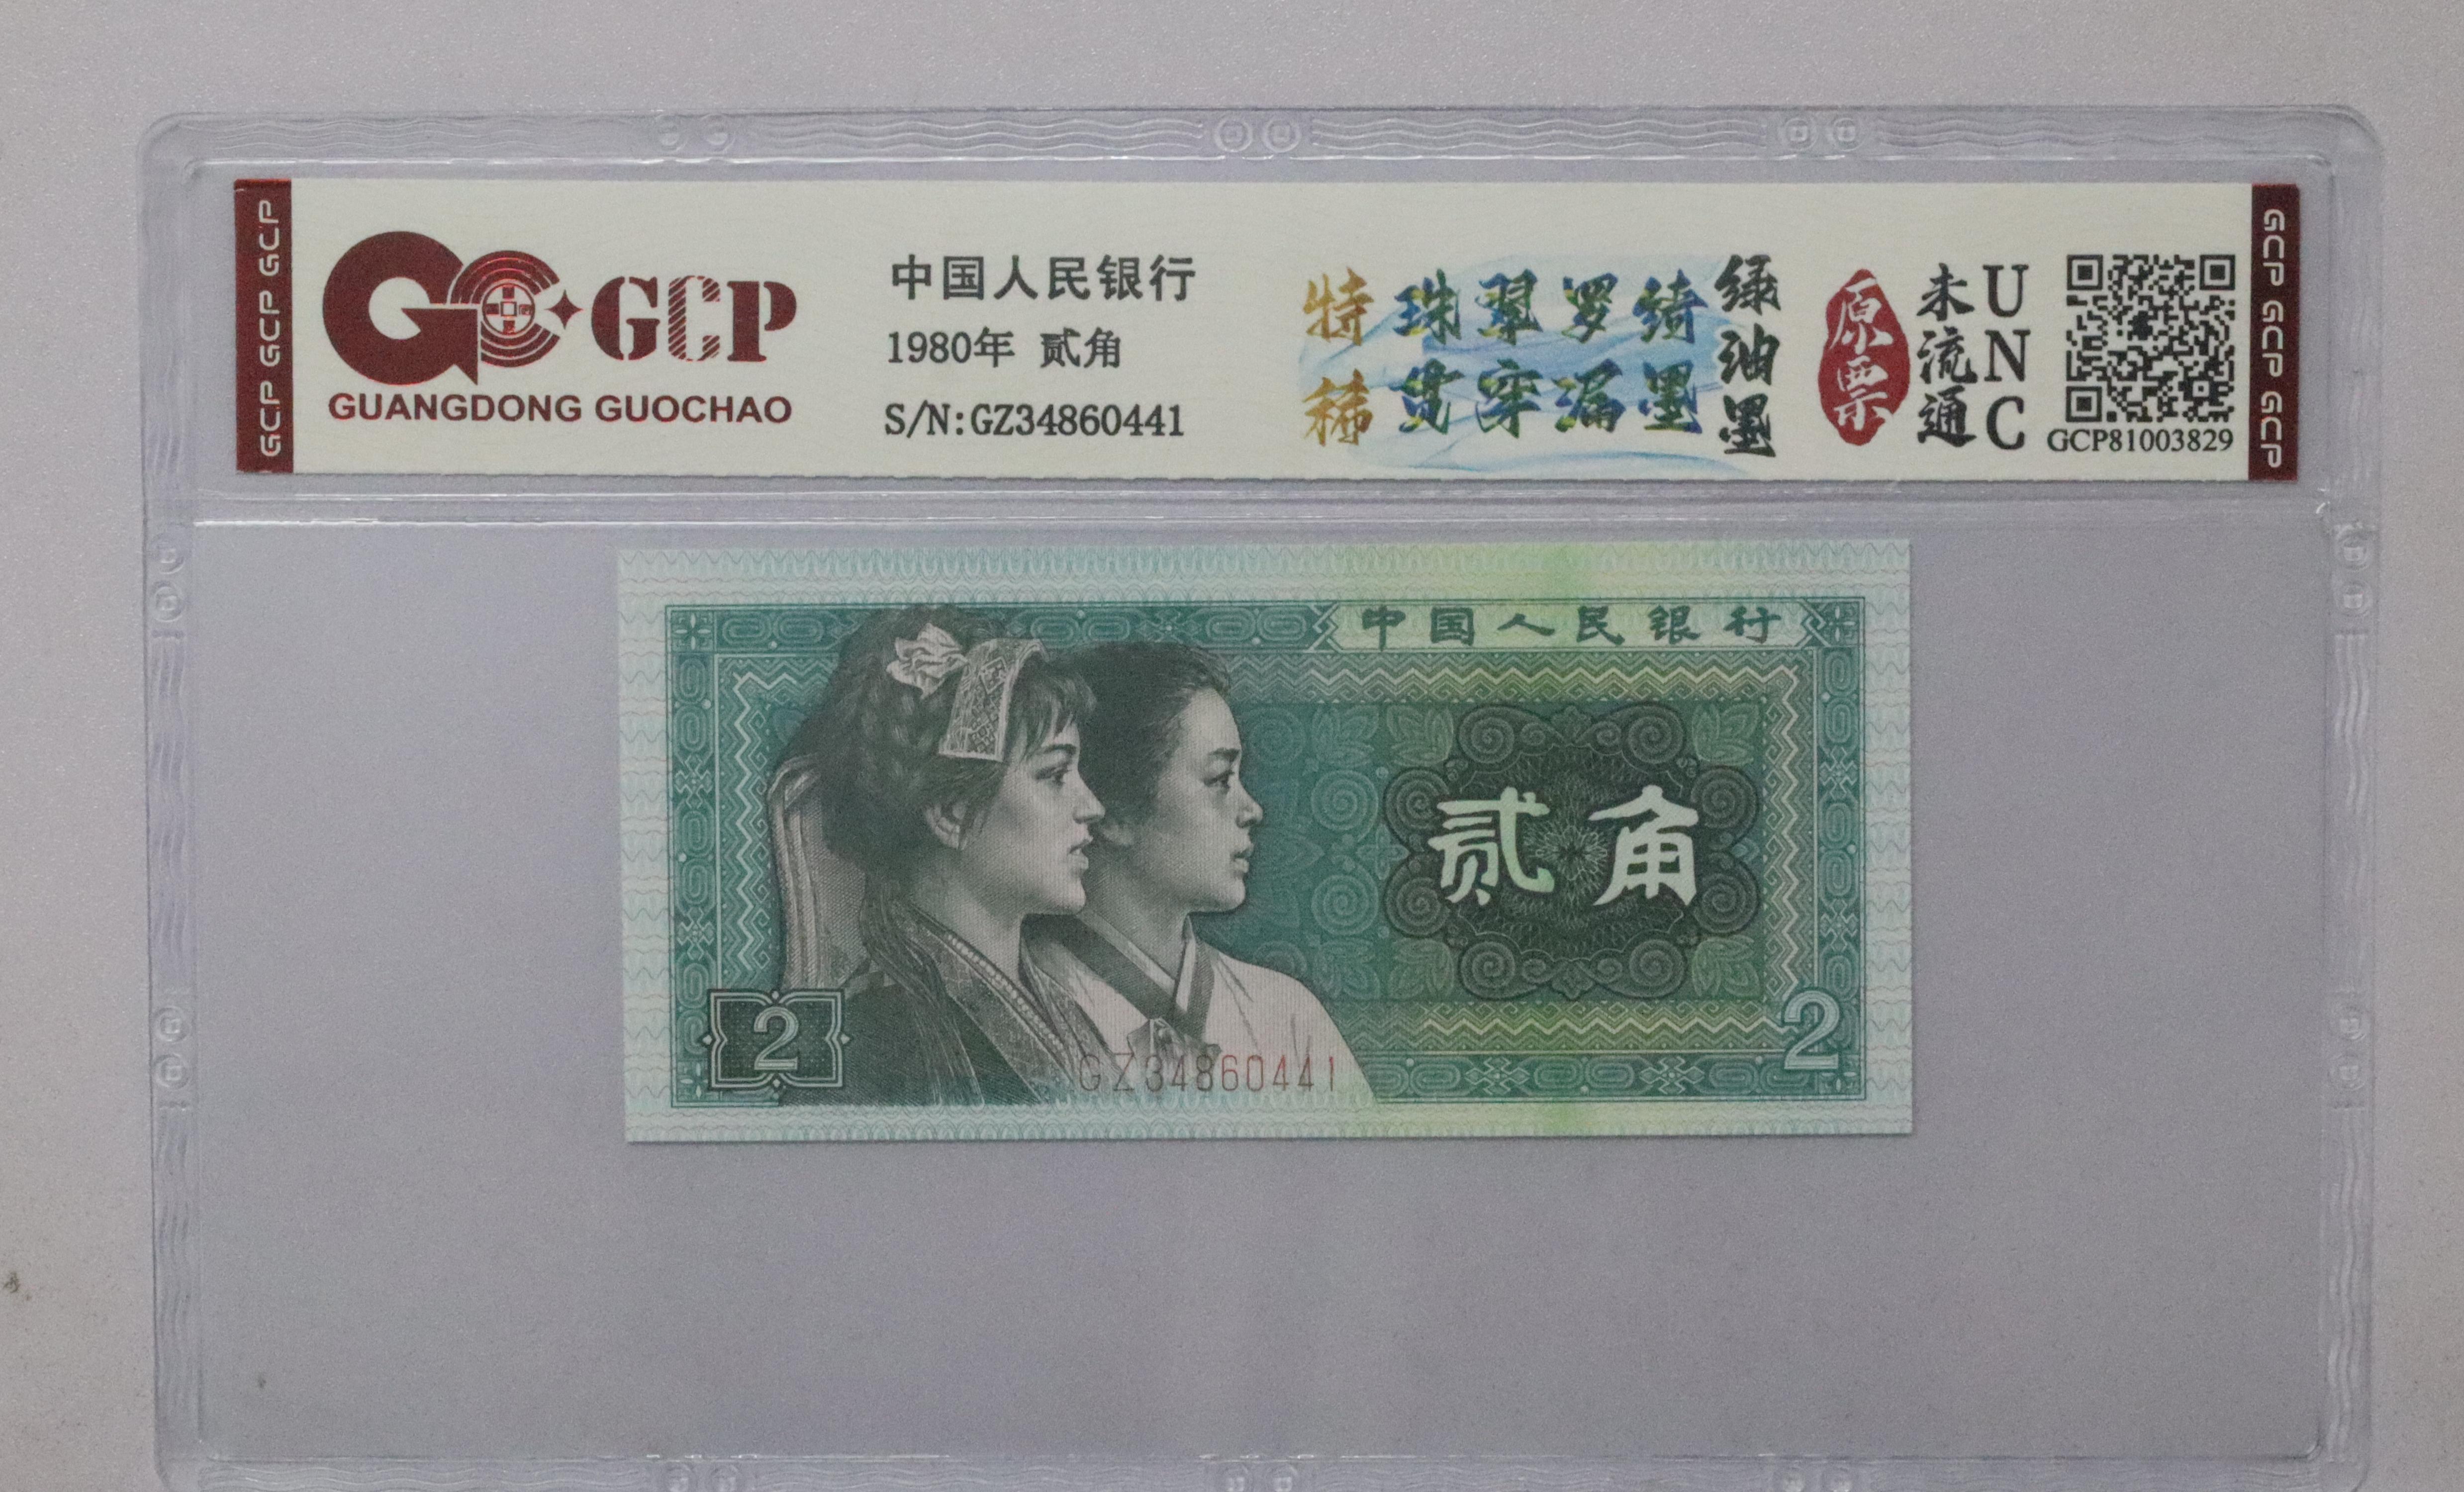 GCP GCP GCP
GCP
GUANGDONG GUOCHAO
中国人民银行
1980年 贰角
S/N:GZ34860441
特稀
珠翠罗绮
贯穿漏墨
绿油墨
原票
未流通
UNC
GCP81003829
GCP GCP GCP
中国人民银行
贰角
2
2
GZ34860441